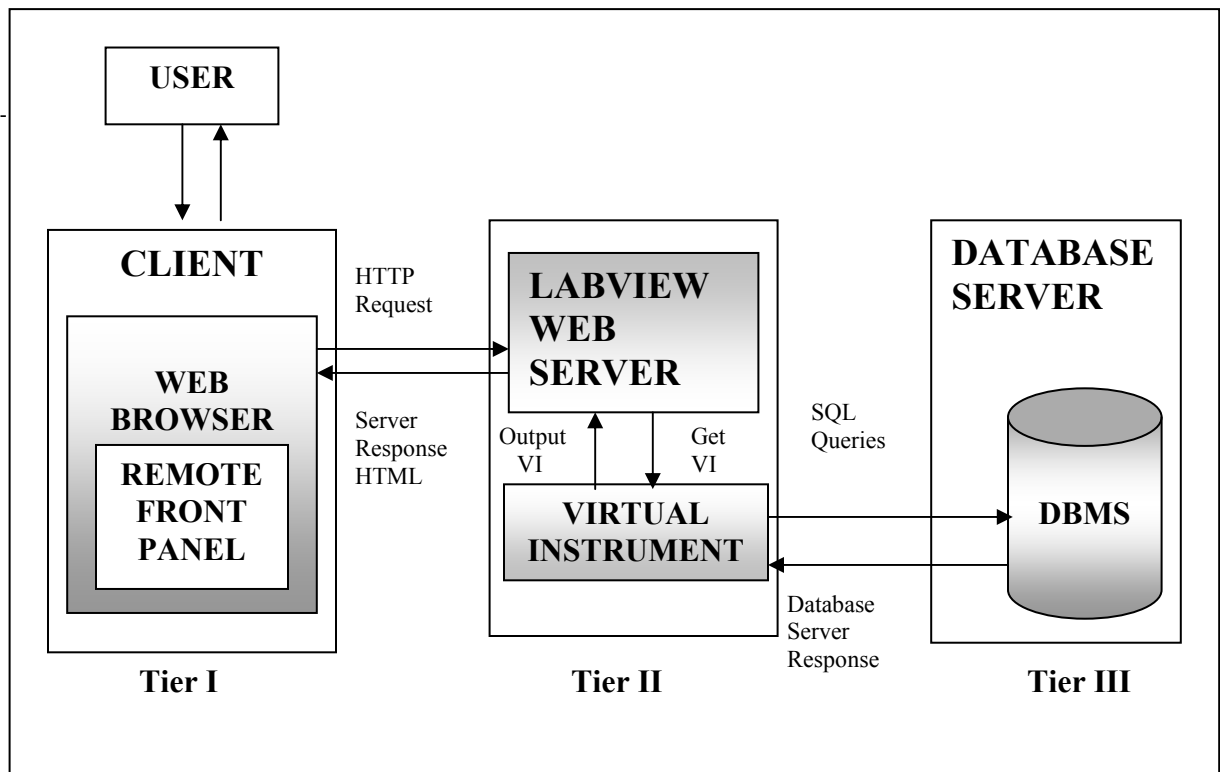 USER
CLIENT
WEB
BROWSER
REMOTE
FRONT
PANEL
HTTP
Request
Server
Response
HTML
LABVIEW
WEB
SERVER
Output
VI
Get
VI
VIRTUAL
INSTRUMENT
SQL
Queries
Database
Server
Response
DATABASE
SERVER
DBMS
Tier I
Tier II
Tier III